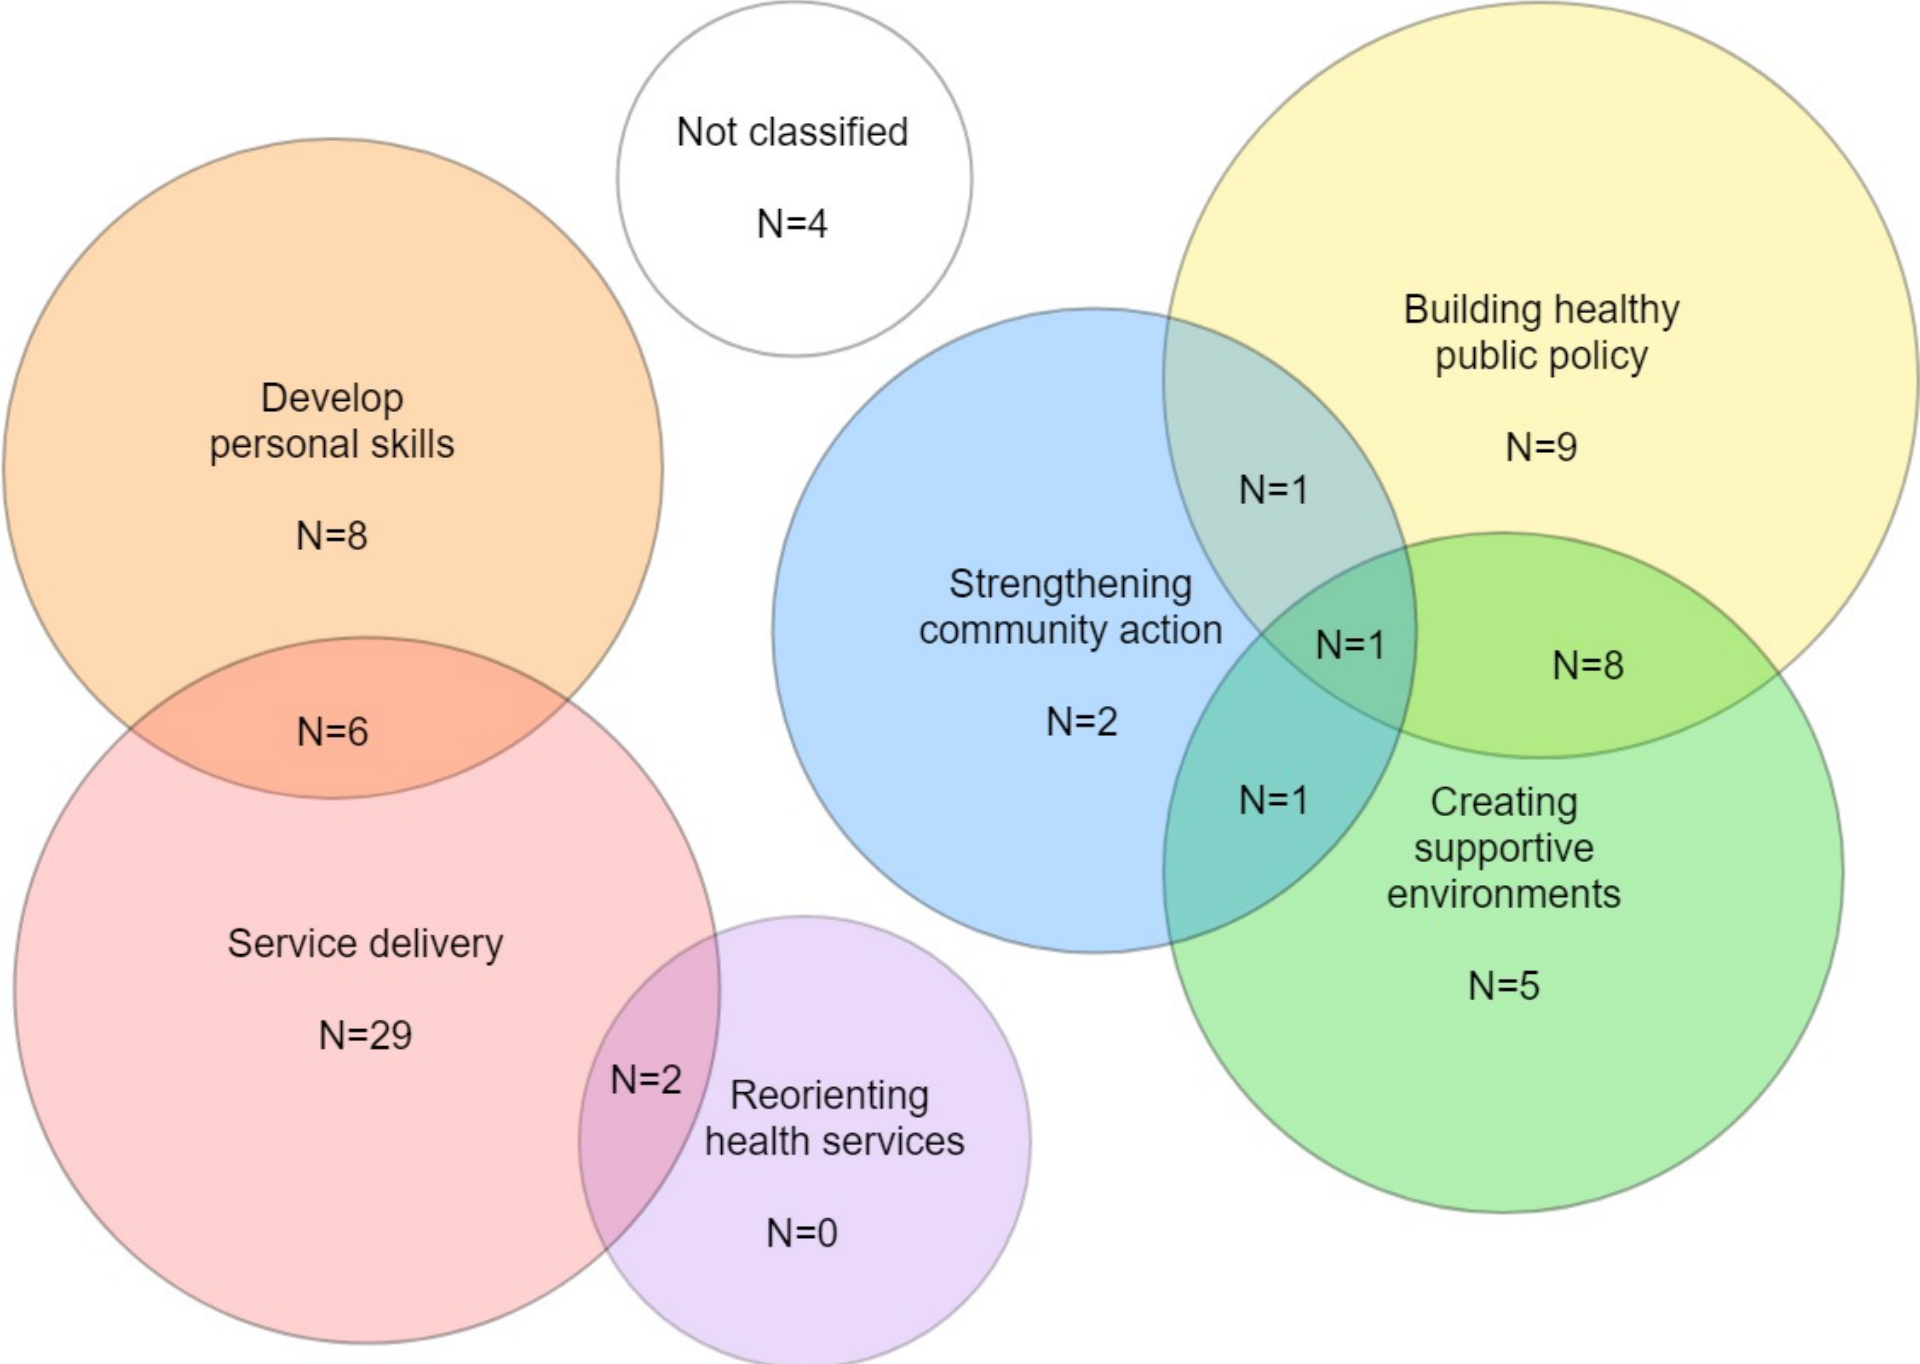 Not classified
N=4
Develop
personal skills
N=8
N=6
Service delivery
N=29
N=2
Reorienting
health services
N=0
Building healthy
public policy
N=9
N=1
Strengthening
community action
N=2
N=1
N=8
N=1
Creating
supportive
environments
N=5